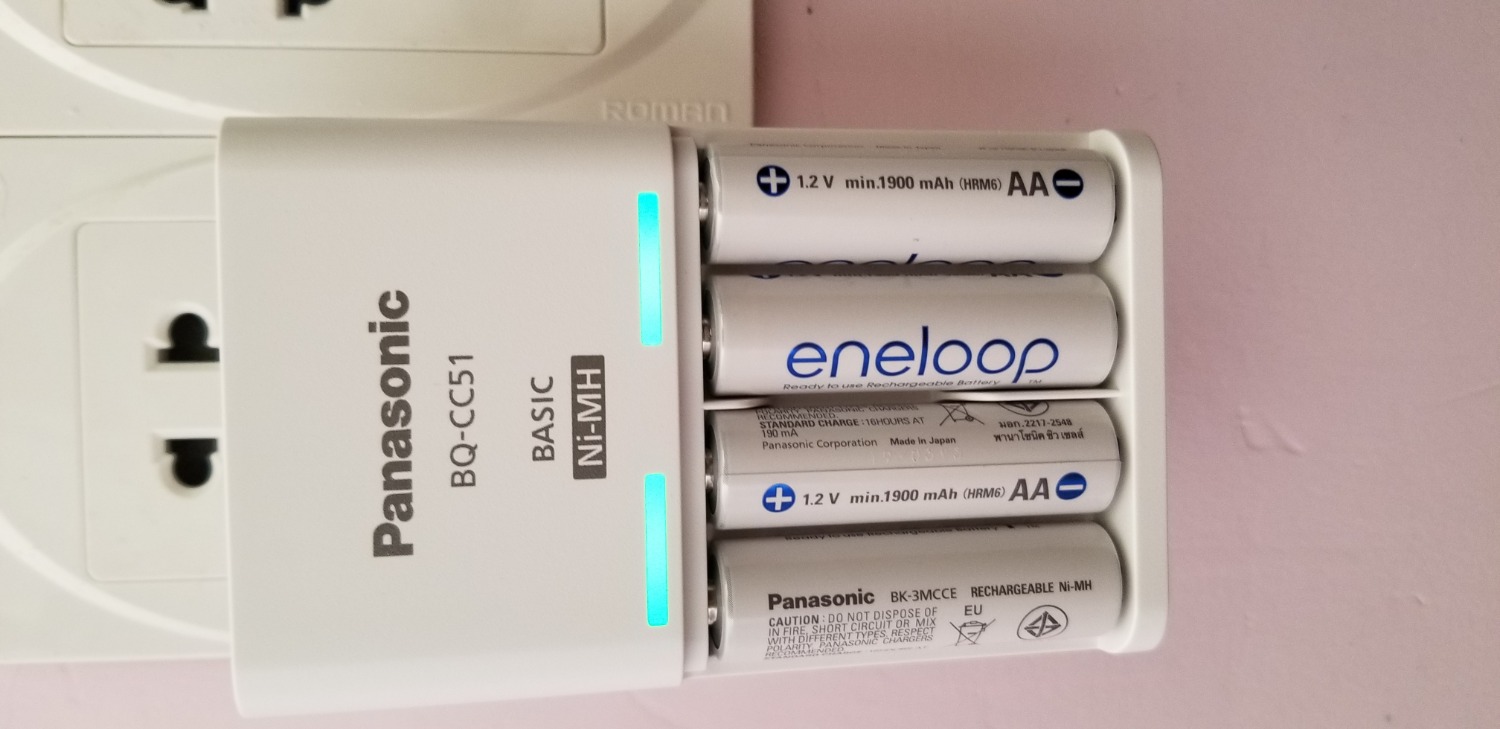 ROMAN
Panasonic
BQ-CC51
BASIC
Ni-MH
1.2 V min.1900 mAh (HRM6) AA
eneloop
Ready to use Rechargeable Battery ™
RECOMMENDED.
STANDARD CHARGE : 16HOURS AT
190 mA
Panasonic Corporation Made in Japan
มอก.2217-2548
พานาโซนิค ซิว เซลส์
1.2 V min.1900 mAh (HRM6) AA
Panasonic BK-3MCCE RECHARGEABLE Ni-MH
CAUTION : DO NOT DISPOSE OF
IN FIRE, SHORT CIRCUIT OR MIX
WITH DIFFERENT TYPES. RESPECT
POLARITY. PANASONIC CHARGERS
RECOMMENDED.
EU